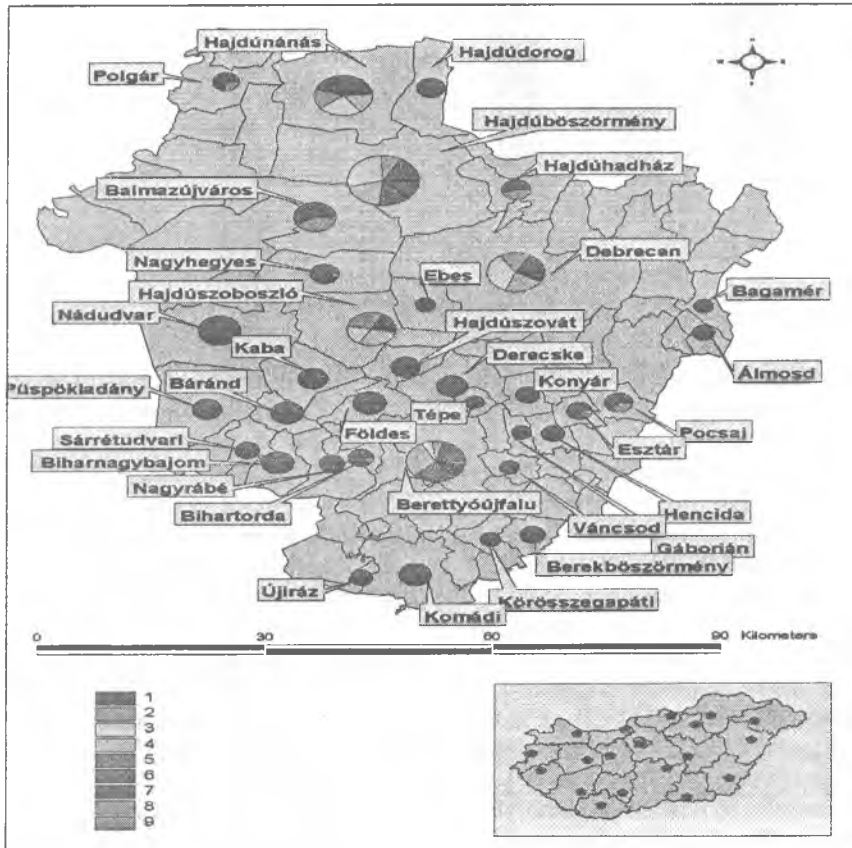 Hajdúnánás
Hajdúdorog
Polgár
Hajdúböszörmény
Hajdúhadház
Balmazújváros
Nagyhegyes
Ebes
Debrecen
Hajdúszoboszló
Bagamér
Nádudvar
Hajdúszovát
Kaba
Derecske
Álmosd
Püspökladány
Báránd
Konyár
Tépe
Sárrétudvari
Földes
Pocsaj
Biharnagybajom
Esztár
Nagyrábé
Berettyóújfalu
Hencida
Bihartorda
Váncsod
Gáborján
Berekböszörmény
Újiráz
Körösszegapáti
Komádi
0 30 60 90 Kilometers
1
2
3
4
5
6
7
8
9